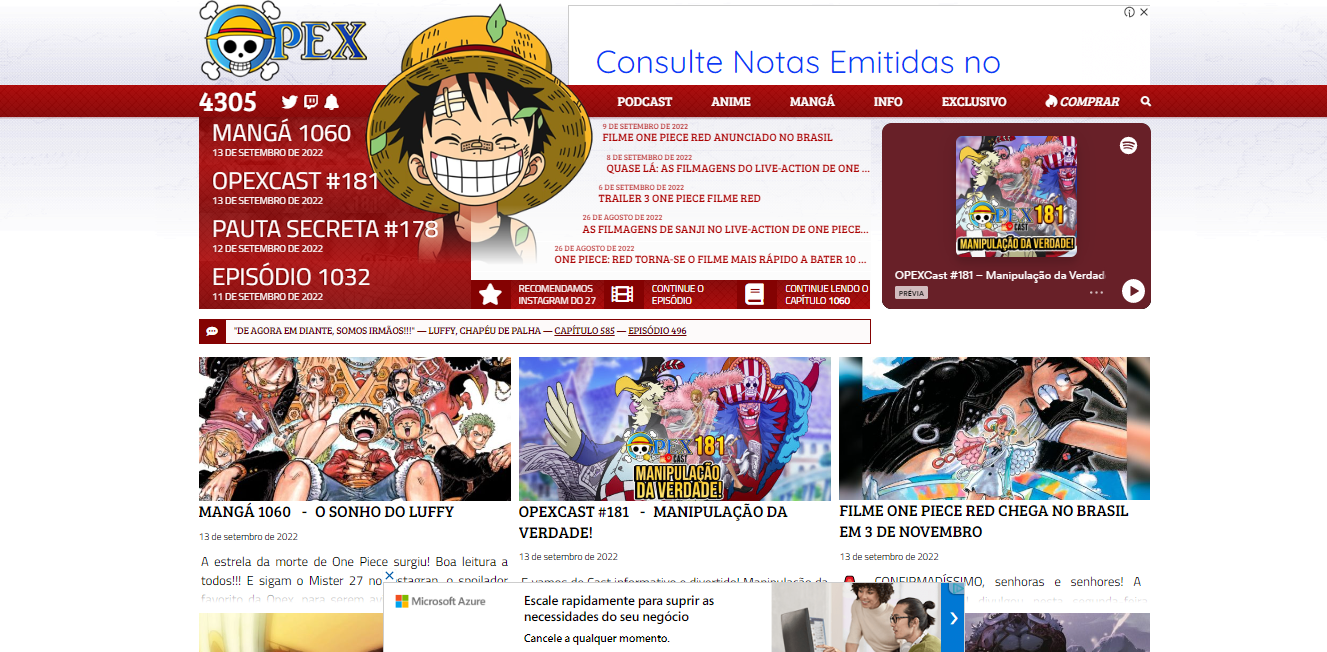 OPEX
Consulte Notas Emitidas no
4305
PODCAST ANIME MANGÁ INFO EXCLUSIVO COMPRAR
MANGÁ 1060
13 DE SETEMBRO DE 2022
OPEXCAST #181
13 DE SETEMBRO DE 2022
PAUTA SECRETA #178
12 DE SETEMBRO DE 2022
EPISÓDIO 1032
11 DE SETEMBRO DE 2022
9 DE SETEMBRO DE 2022
FILME ONE PIECE RED ANUNCIADO NO BRASIL
8 DE SETEMBRO DE 2022
QUASE LÁ: AS FILMAGENS DO LIVE-ACTION DE ONE ...
6 DE SETEMBRO DE 2022
TRAILER 3 ONE PIECE FILME RED
26 DE AGOSTO DE 2022
AS FILMAGENS DE SANJI NO LIVE-ACTION DE ONE PIECE...
26 DE AGOSTO DE 2022
ONE PIECE: RED TORNA-SE O FILME MAIS RÁPIDO A BATER 10 ...
RECOMENDAMOS
INSTAGRAM DO 27
CONTINUE O
EPISÓDIO
CONTINUE LENDO O
CAPÍTULO 1060
OPEX 181
CAST
MANIPULAÇÃO DA VERDADE!
OPEXCast #181 – Manipulação da Verdad
PRÉVIA
"DE AGORA EM DIANTE, SOMOS IRMÃOS!!!" — LUFFY, CHAPÉU DE PALHA — CAPÍTULO 585 — EPISÓDIO 496
OPEX 181
CAST
MANIPULAÇÃO
DA VERDADE!
MANGÁ 1060 - O SONHO DO LUFFY
13 de setembro de 2022
A estrela da morte de One Piece surgiu! Boa leitura a
todos!!! E sigam o Mister 27 no Instagran, o spoilador
favorito da Opex, para serem av
OPEXCAST #181 - MANIPULAÇÃO DA
VERDADE!
13 de setembro de 2022
E vamos de Cast informativo e divertido! Manipulação da
FILME ONE PIECE RED CHEGA NO BRASIL
EM 3 DE NOVEMBRO
13 de setembro de 2022
CONFIRMADÍSSIMO, senhoras e senhores! A
divulgou nesta segunda-feira
Microsoft Azure
Escale rapidamente para suprir as
necessidades do seu negócio
Cancele a qualquer momento.